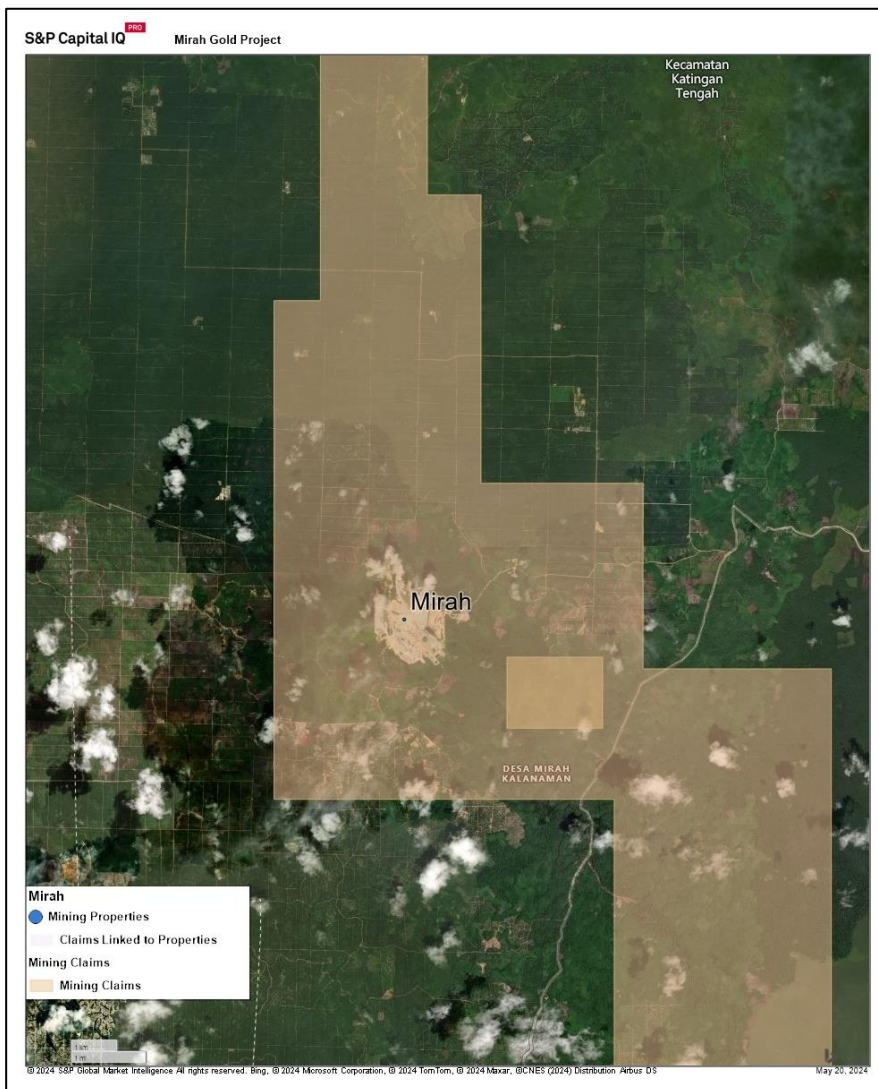 S&P Capital IQ PRO
Mirah Gold Project
Kecamatan
Katingan
Tengah
Mirah
DESA MIRAH
KALANAMAN
Mirah
Mining Properties
Claims Linked to Properties
Mining Claims
Mining Claims
1 km
1 mi
© 2024 S&P Global Market Intelligence All rights reserved. Bing, © 2024 Microsoft Corporation, © 2024 TomTom, © 2024 Maxar, ©CNES (2024) Distribution Airbus DS
May 20, 2024